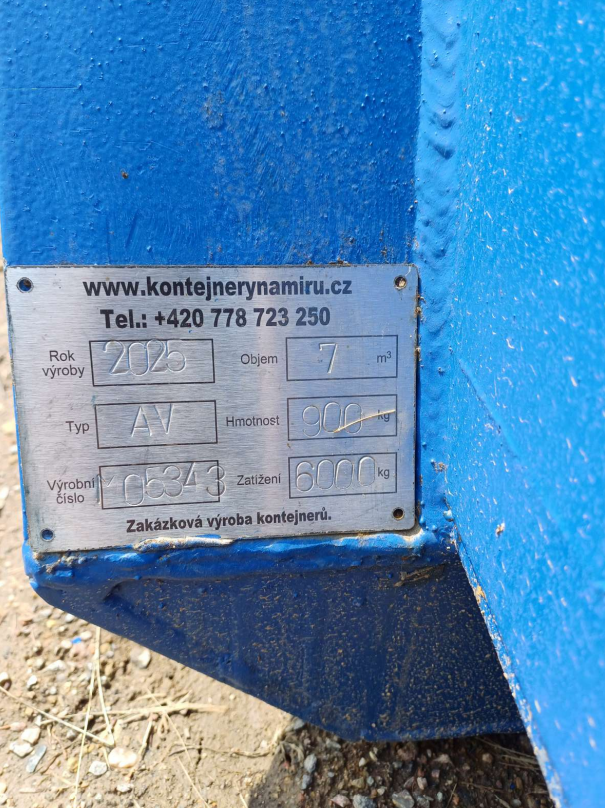 www.kontejnerynamiru.cz
Tel.: +420 778 723 250
Rok výroby 2025 Objem 7 m³
Typ AV Hmotnost 900 kg
Výrobní číslo M05343 Zatížení 6000 kg
Zakázková výroba kontejnerů.